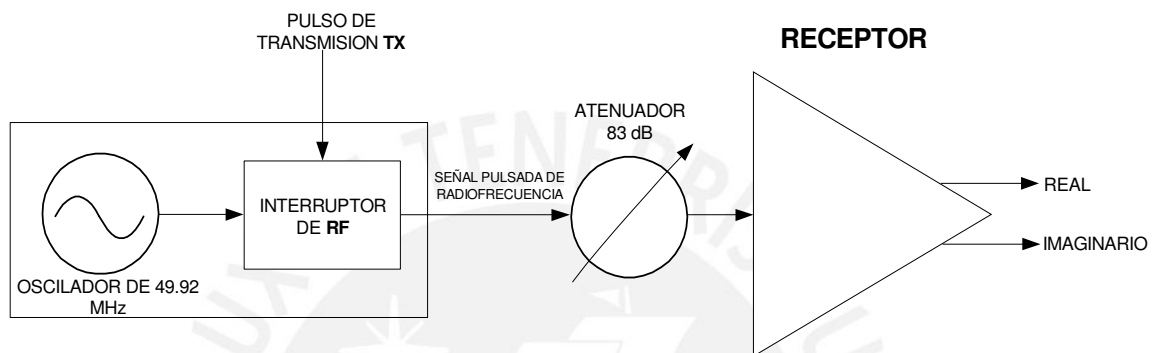 PULSO DE
TRANSMISION TX
RECEPTOR
ATENUADOR
83 dB
SEÑAL PULSADA DE
RADIOFRECUENCIA
INTERRUPTOR
DE RF
OSCILADOR DE 49.92
MHz
REAL
IMAGINARIO
TENEBRIS